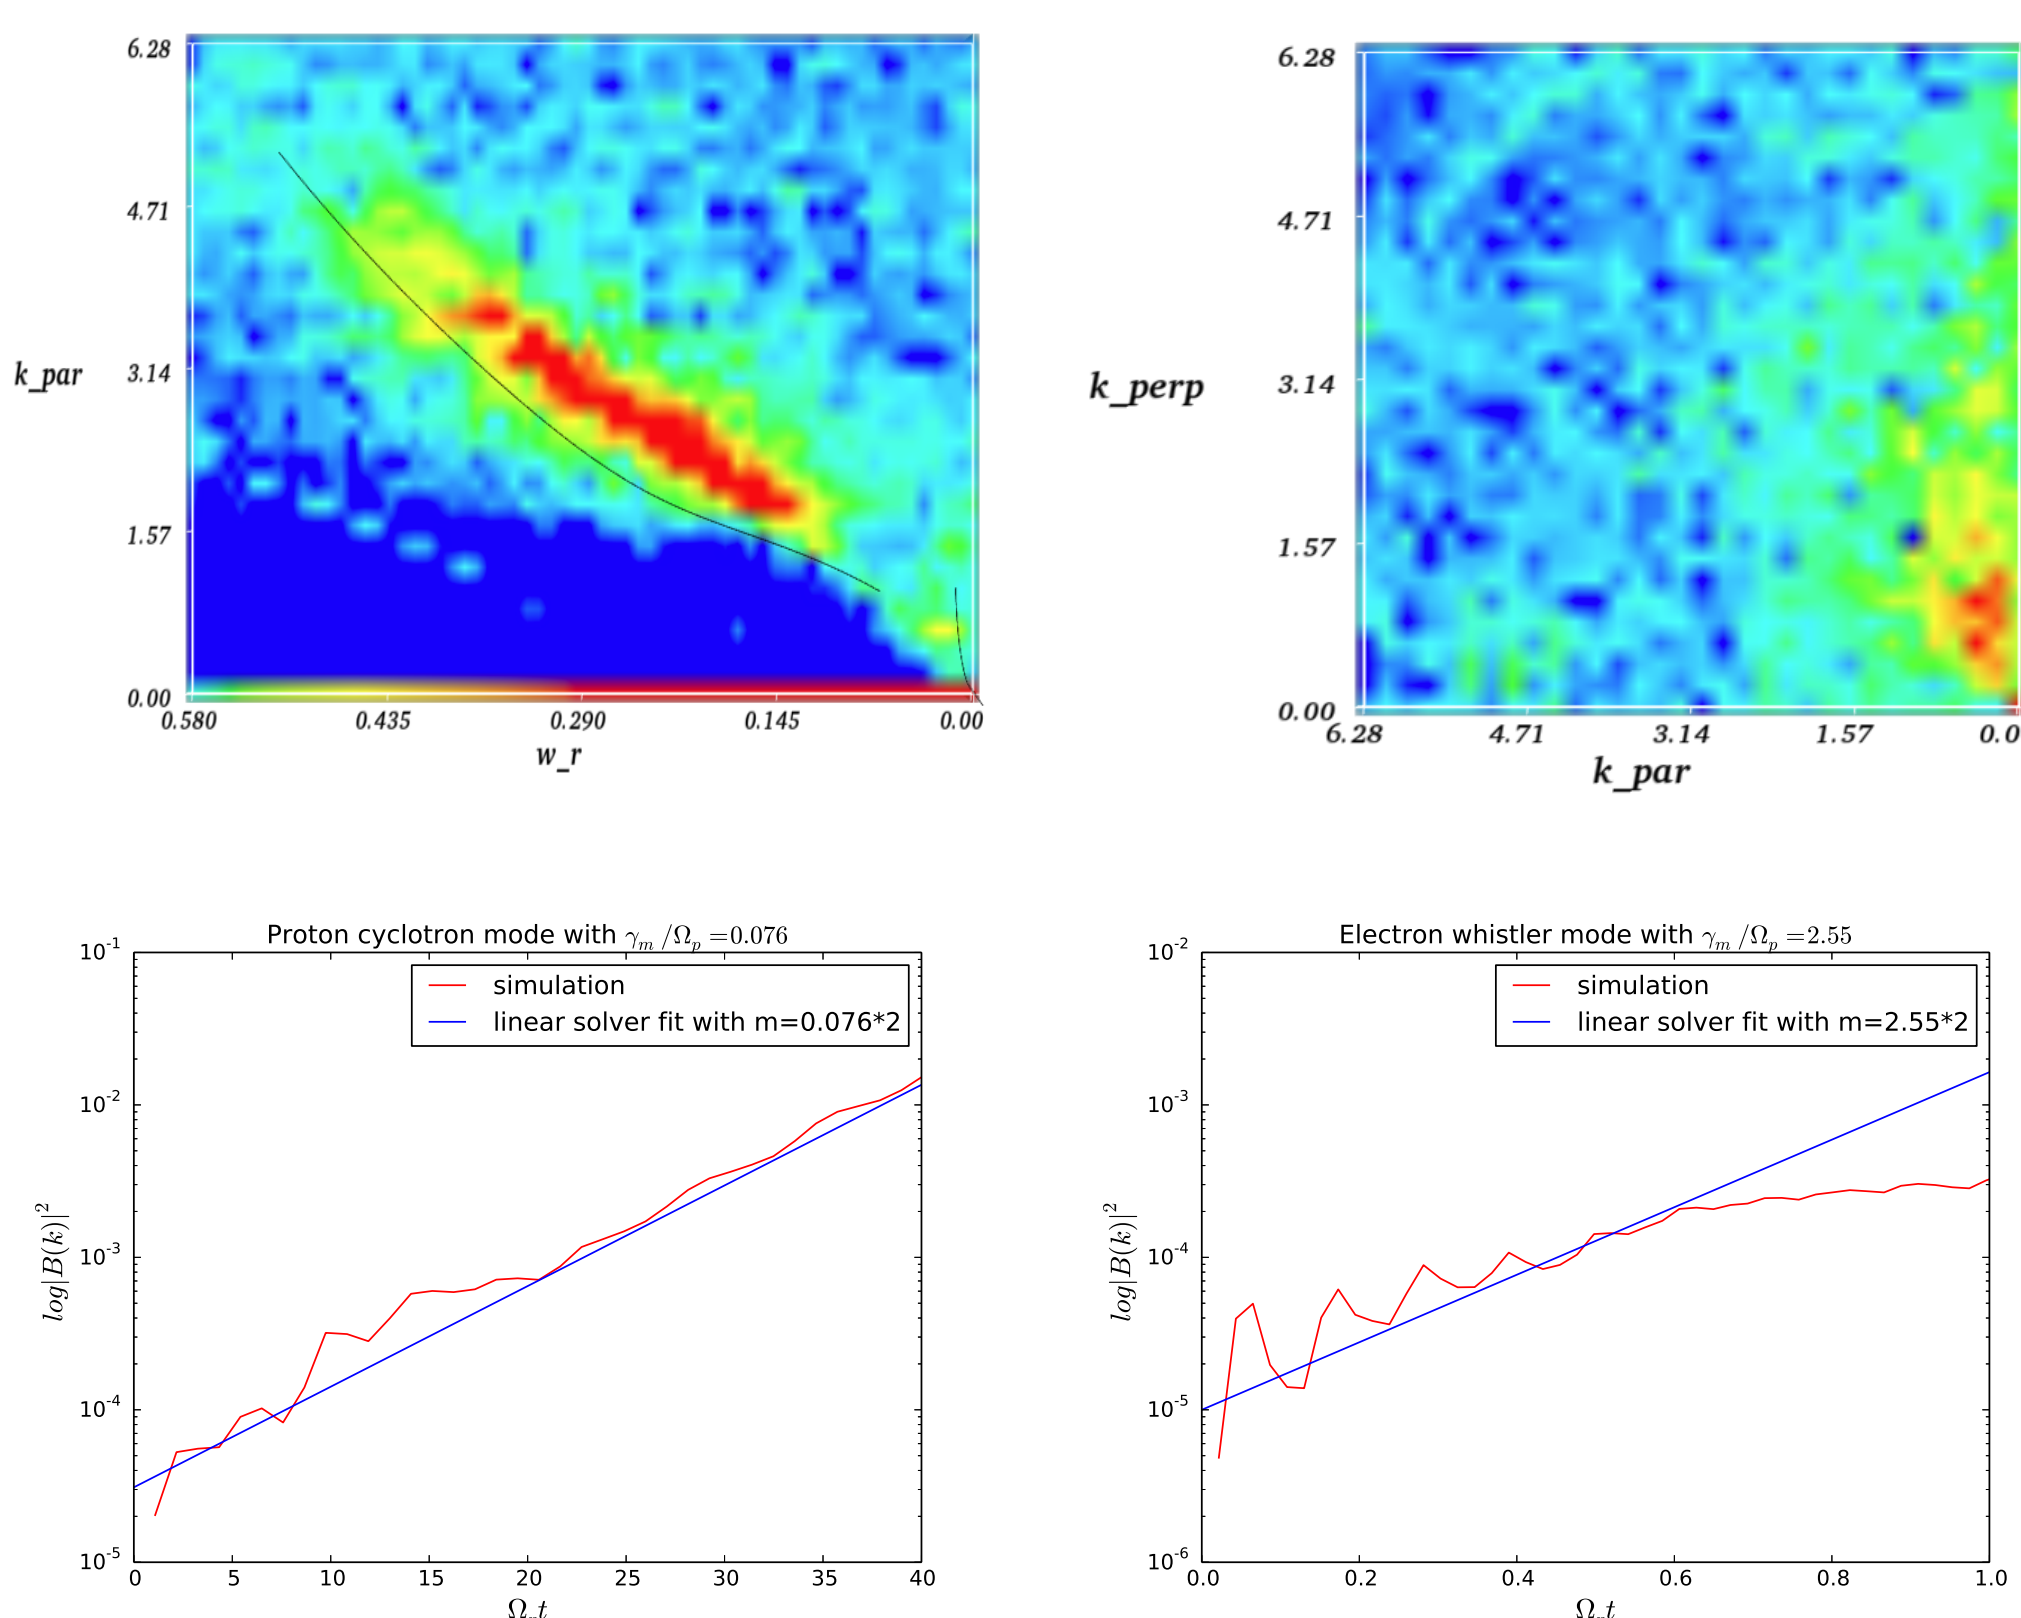 6.28
4.71
k_par
3.14
1.57
0.00
0.580 0.435 0.290 0.145 0.00
w_r
6.28
4.71
k_perp
3.14
1.57
0.00
6.28 4.71 3.14 1.57 0.0
k_par
Proton cyclotron mode with γ_m/Ω_p=0.076
simulation
linear solver fit with m=0.076*2
10^-1
10^-2
10^-3
10^-4
10^-5
log|B(k)|^2
0 5 10 15 20 25 30 35 40
Electron whistler mode with γ_m/Ω_p=2.55
simulation
linear solver fit with m=2.55*2
10^-2
10^-3
10^-4
10^-5
10^-6
log|B(k)|^2
0.0 0.2 0.4 0.6 0.8 1.0